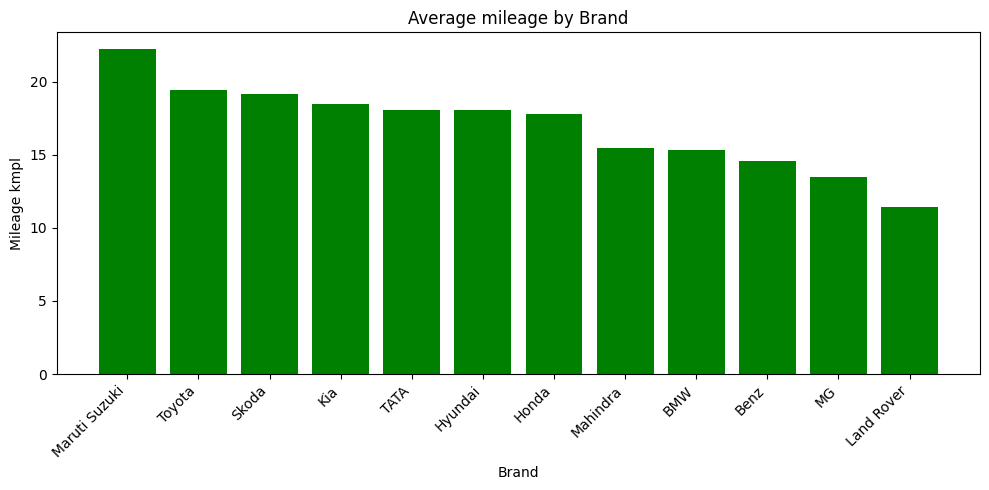 Average mileage by Brand
Mileage kmpl
20
15
10
5
0
Maruti Suzuki
Toyota
Skoda
Kia
TATA
Hyundai
Honda
Mahindra
BMW
Benz
MG
Land Rover
Brand